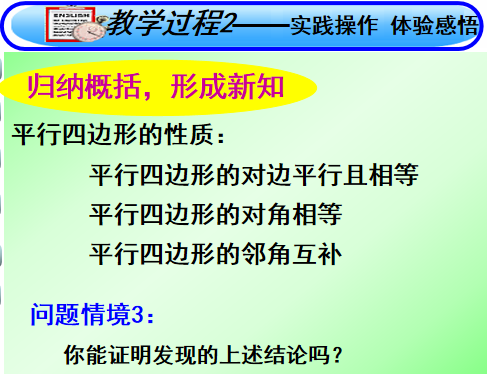 ENGLISH
教学过程2——实践操作 体验感悟
归纳概括，形成新知
平行四边形的性质：
平行四边形的对边平行且相等
平行四边形的对角相等
平行四边形的邻角互补
问题情境3：
你能证明发现的上述结论吗？